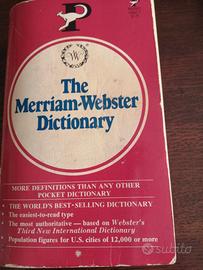 P
W
The
Merriam-Webster
Dictionary
MORE DEFINITIONS THAN ANY OTHER
POCKET DICTIONARY
• THE WORLD'S BEST-SELLING DICTIONARY
• The easiest-to-read type
• The most authoritative—based on Webster's
Third New International Dictionary
• Population figures for U.S. cities of 12,000 or more
subito